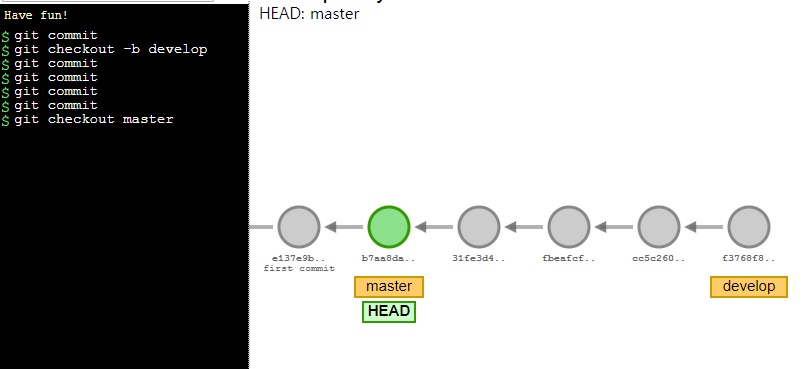 Have fun!
$ git commit
$ git checkout -b develop
$ git commit
$ git commit
$ git commit
$ git commit
$ git checkout master
HEAD: master
e137e9b..
first commit
b7aa8da..
31fe3d4..
fbeafcf..
cc5c260..
f3768f8..
master
develop
HEAD